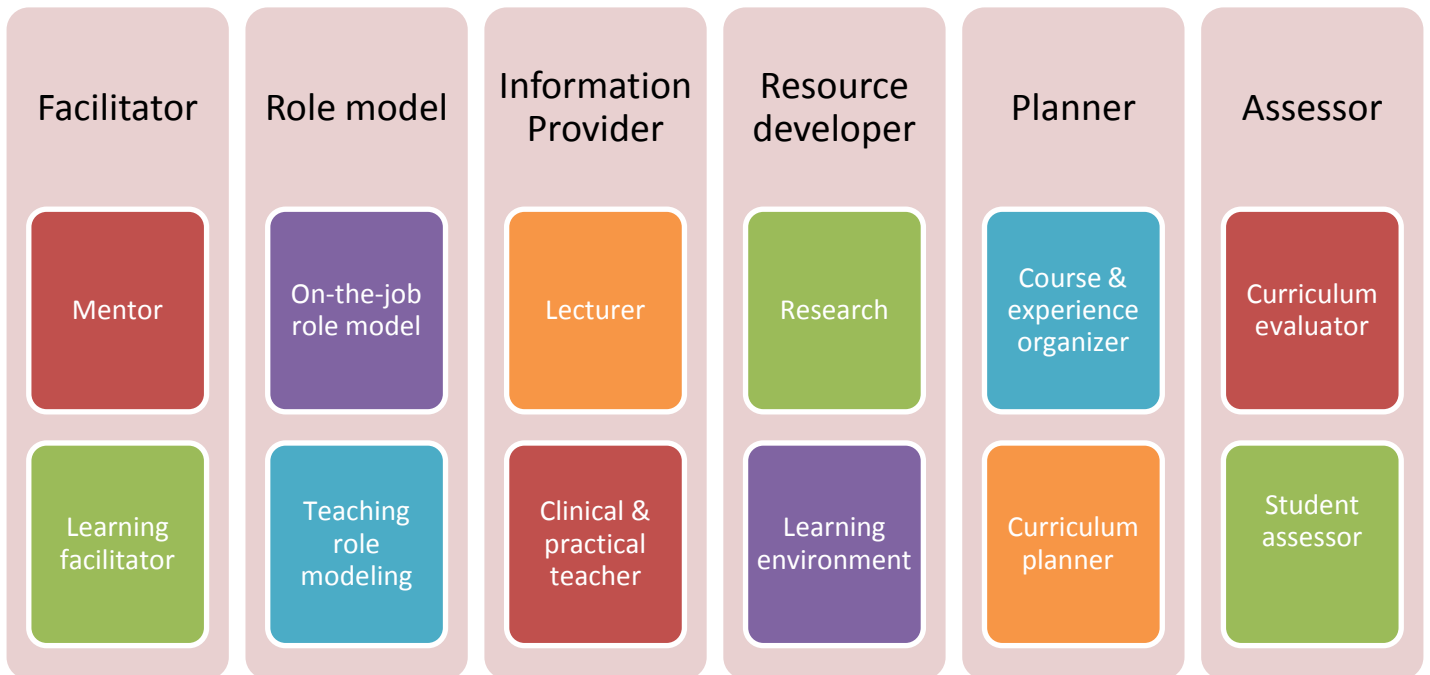 Facilitator
Mentor
Learning
facilitator
Role model
On-the-job
role model
Teaching
role
modeling
Information
Provider
Lecturer
Clinical &
practical
teacher
Resource
developer
Research
Learning
environment
Planner
Course &
experience
organizer
Curriculum
planner
Assessor
Curriculum
evaluator
Student
assessor